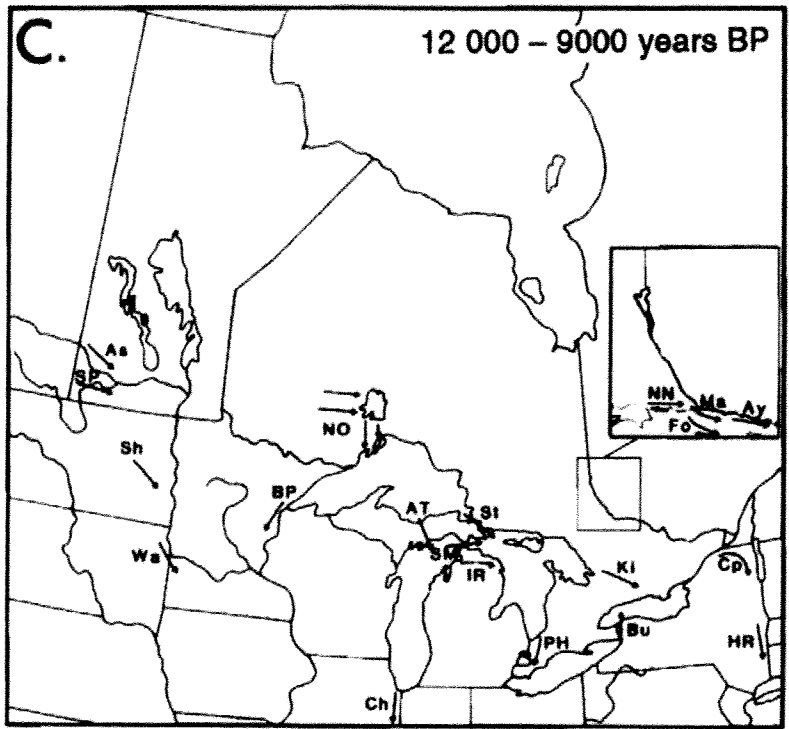 C.
12 000 – 9000 years BP
As
SP
NN
Ma
Ay
Fo
NO
Sh
BP
AT
St
SM
Wa
IR
Ki
Cp
PH
Bu
HR
Ch